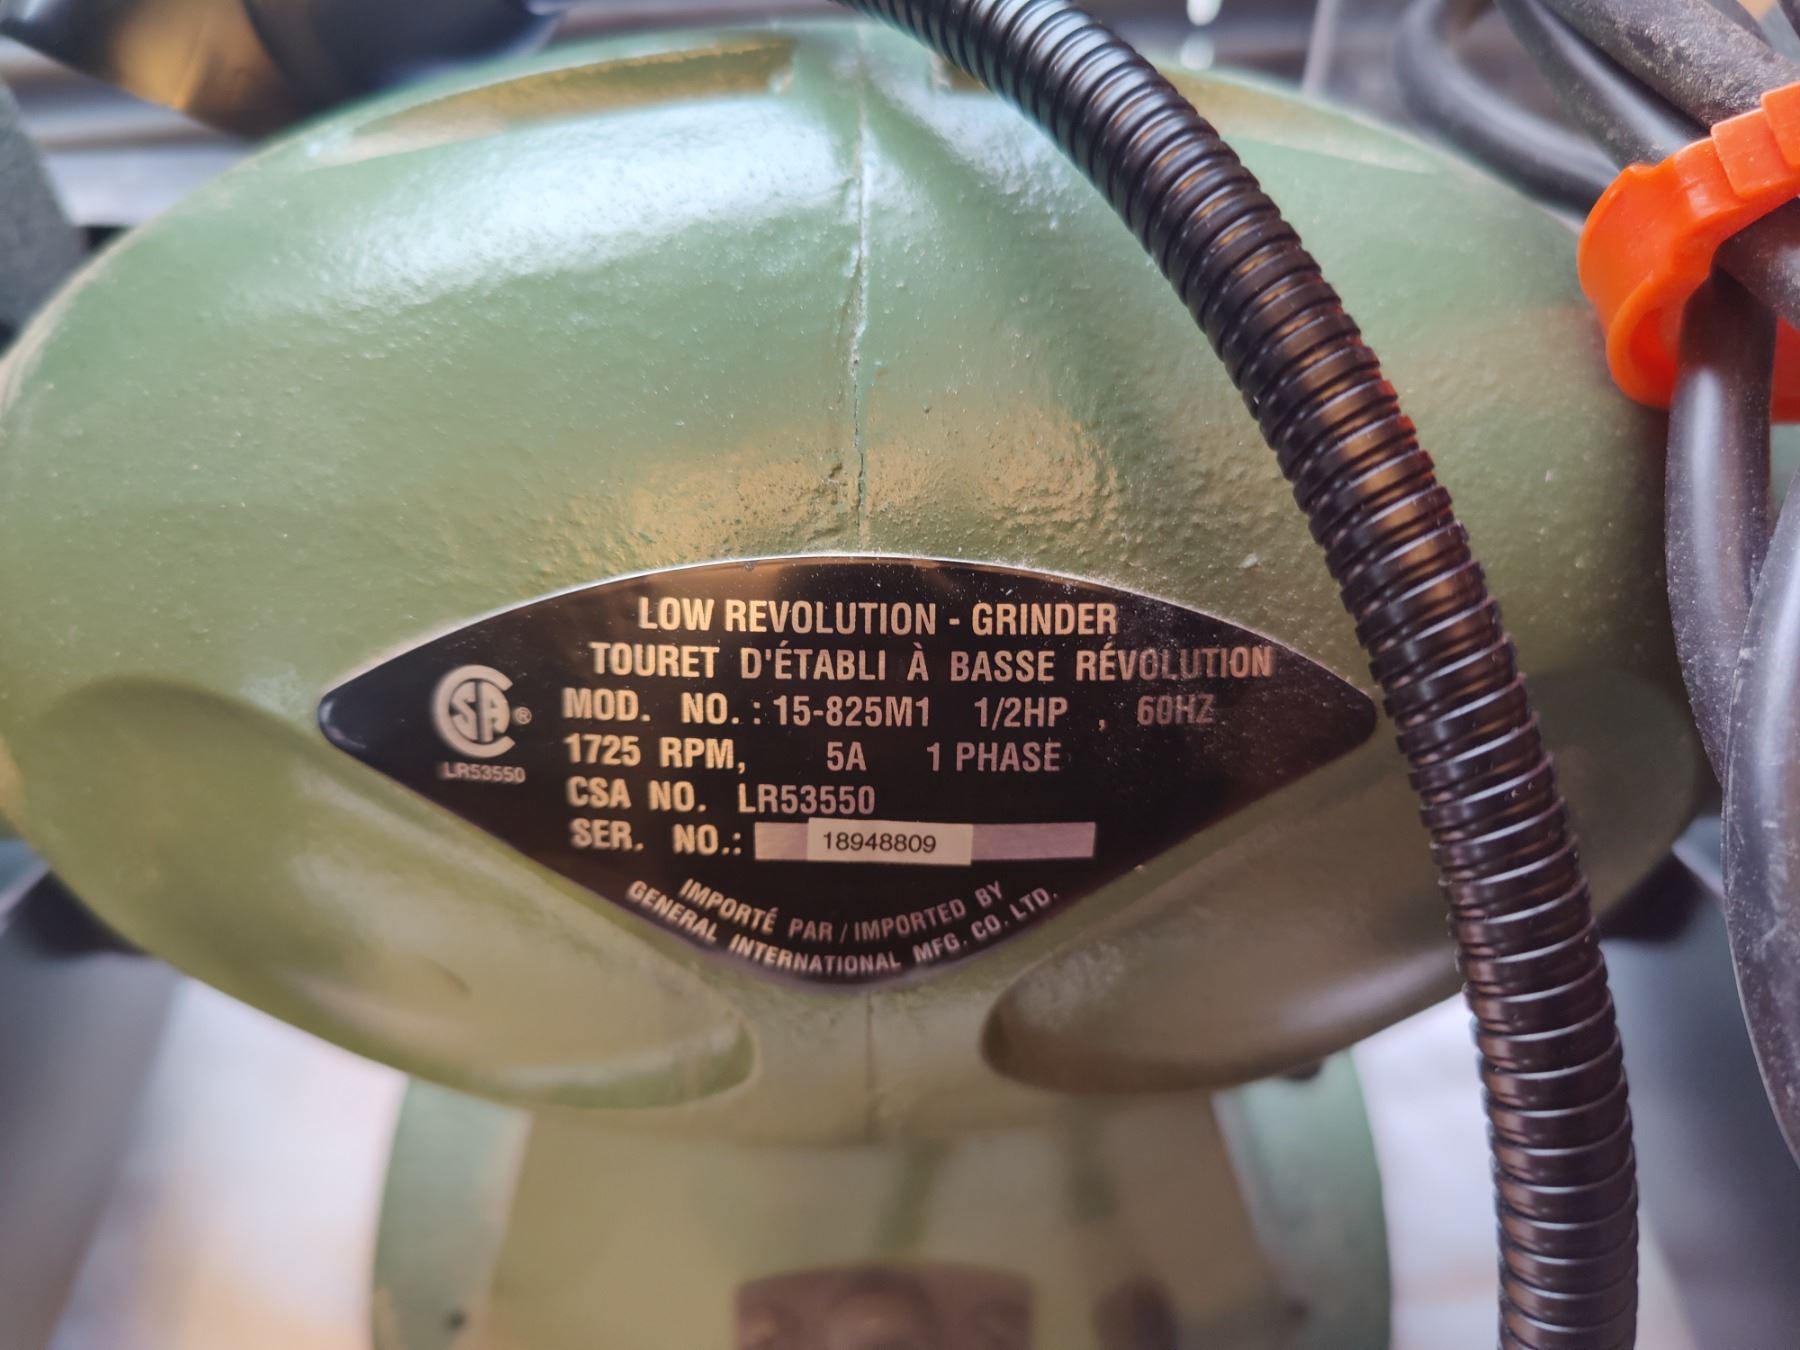 LOW REVOLUTION - GRINDER
TOURET D'ÉTABLI À BASSE RÉVOLUTION
MOD. NO.: 15-825M1 1/2HP , 60HZ
1725 RPM, 5A 1 PHASE
CSA NO. LR53550
SER. NO.: 18948809
IMPORTÉ PAR / IMPORTED BY
GENERAL INTERNATIONAL MFG. CO. LTD.
CSA ®
LR53550